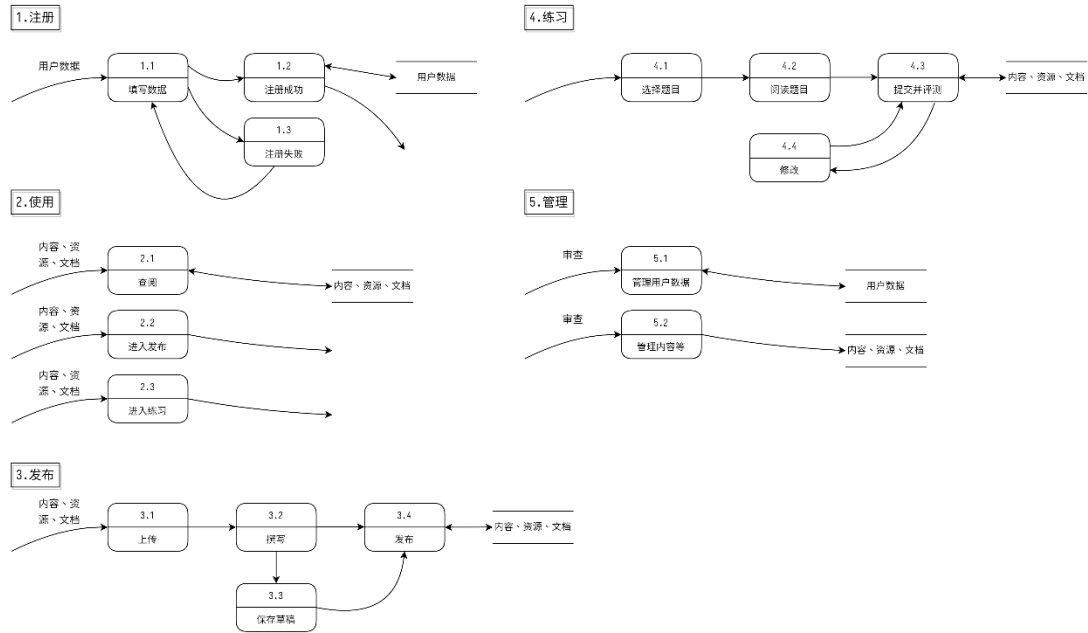 1.注册
用户数据
1.1
填写数据
1.2
注册成功
用户数据
1.3
注册失败
2.使用
内容、资
源、文档
2.1
查阅
内容、资源、文档
内容、资
源、文档
2.2
进入发布
内容、资
源、文档
2.3
进入练习
3.发布
内容、资
源、文档
3.1
上传
3.2
撰写
3.4
发布
内容、资源、文档
3.3
保存草稿
4.练习
4.1
选择题目
4.2
阅读题目
4.3
提交并评测
内容、资源、文档
4.4
修改
5.管理
审查
5.1
管理用户数据
用户数据
审查
5.2
管理内容等
内容、资源、文档